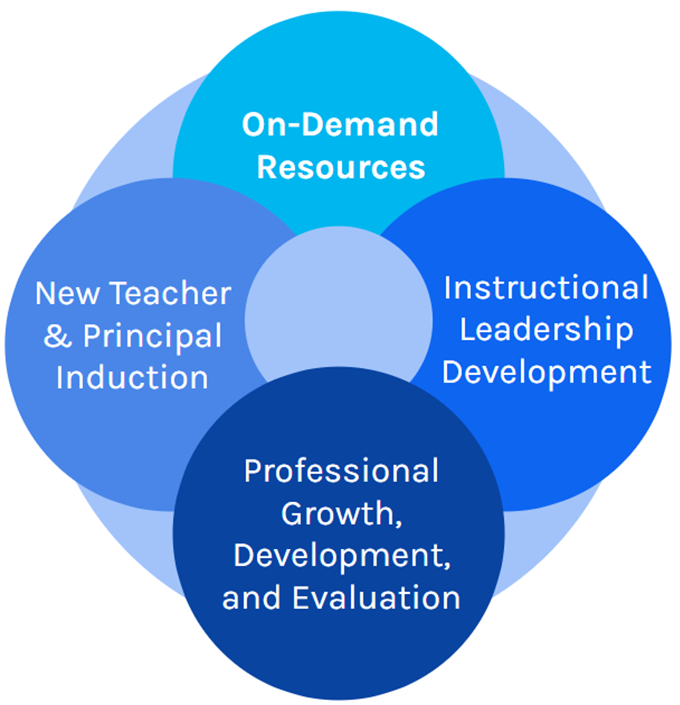 On-Demand
Resources
New Teacher
& Principal
Induction
Instructional
Leadership
Development
Professional
Growth,
Development,
and Evaluation